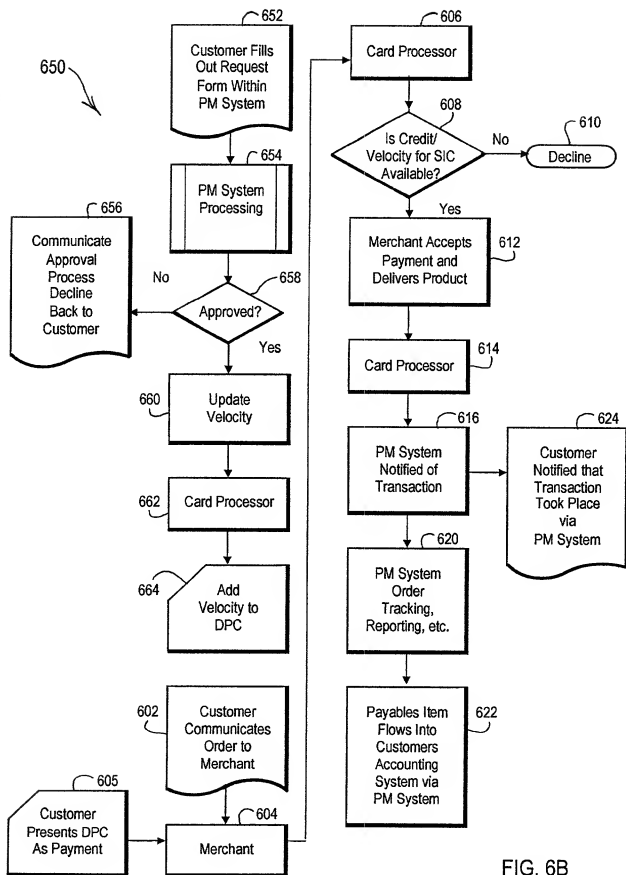 650
652
Customer Fills
Out Request
Form Within
PM System
654
PM System
Processing
656
Communicate
Approval
Process
Decline
Back to
Customer
No
658
Approved?
Yes
660
Update
Velocity
662
Card Processor
664
Add
Velocity to
DPC
602
Customer
Communicates
Order to
Merchant
605
Customer
Presents DPC
As Payment
604
Merchant
606
Card Processor
608
Is Credit/
Velocity for SIC
Available?
No
610
Decline
Yes
Merchant Accepts
Payment and
Delivers Product
612
Card Processor
614
616
PM System
Notified of
Transaction
624
Customer
Notified that
Transaction
Took Place
via
PM System
620
PM System
Order
Tracking,
Reporting, etc.
Payables Item
Flows Into
Customers
Accounting
System via
PM System
622
FIG. 6B